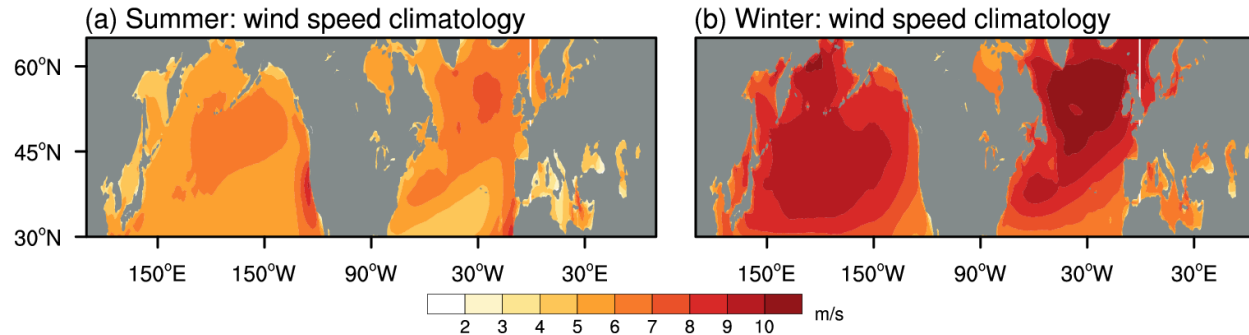 (a) Summer: wind speed climatology
(b) Winter: wind speed climatology
60°N
45°N
30°N
150°E 150°W 90°W 30°W 30°E
150°E 150°W 90°W 30°W 30°E
2 3 4 5 6 7 8 9 10 m/s